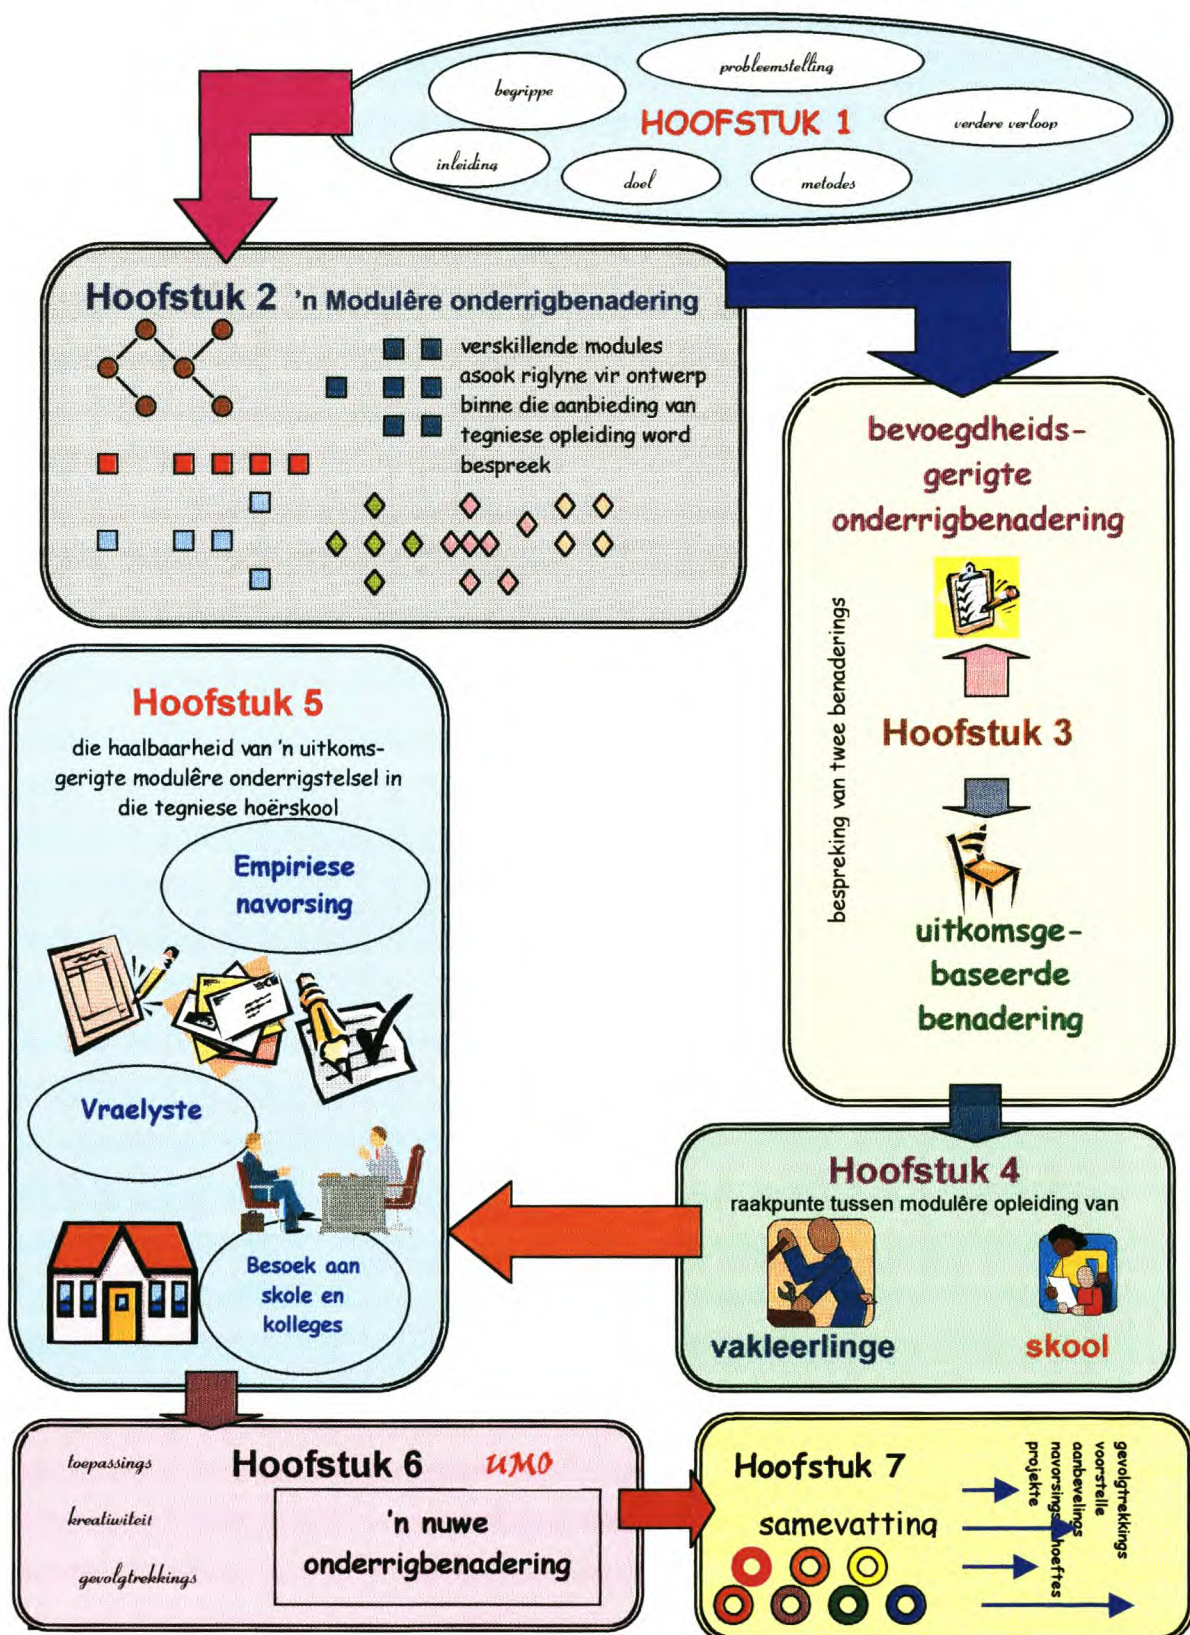 probleemstelling
begrippe
HOOFSTUK 1
verdere verloop
inleiding
doel
metodes
Hoofstuk 2 'n Modulêre onderrigbenadering
verskillende modules
asook riglyne vir ontwerp
binne die aanbieding van
tegniese opleiding word
bespreek
bevoegdheids-
gerigte
onderrigbenadering
bespreking van twee benaderings
Hoofstuk 3
uitkomsge-
baseerde
benadering
Hoofstuk 4
raakpunte tussen modulêre opleiding van
vakleerlinge
skool
Hoofstuk 5
die haalbaarheid van 'n uitkoms-
gerigte modulêre onderrigstelsel in
die tegniese hoërskool
Empiriese
navorsing
Vraelyste
Besoek aan
skole en
kolleges
Hoofstuk 6 UMO
toepassings
kreatiwiteit
gevolgtrekkings
'n nuwe
onderrigbenadering
Hoofstuk 7
samevatting
gevolgtrekkings
voorstelle
aanbevelings
navorsings hoeftes
projekte